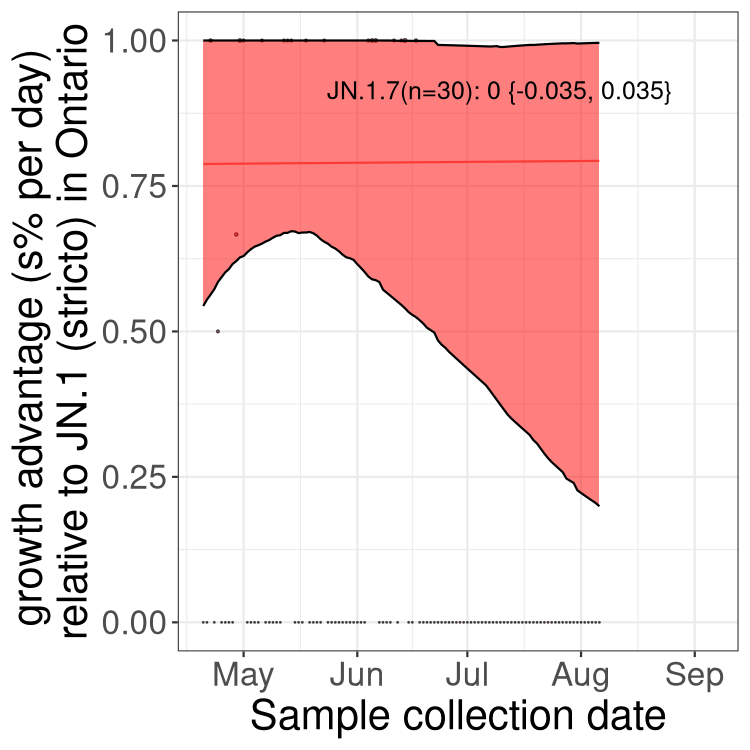 growth advantage (s% per day)
relative to JN.1 (stricto) in Ontario
1.00
0.75
0.50
0.25
0.00
JN.1.7(n=30): 0 {-0.035, 0.035}
May Jun Jul Aug Sep
Sample collection date